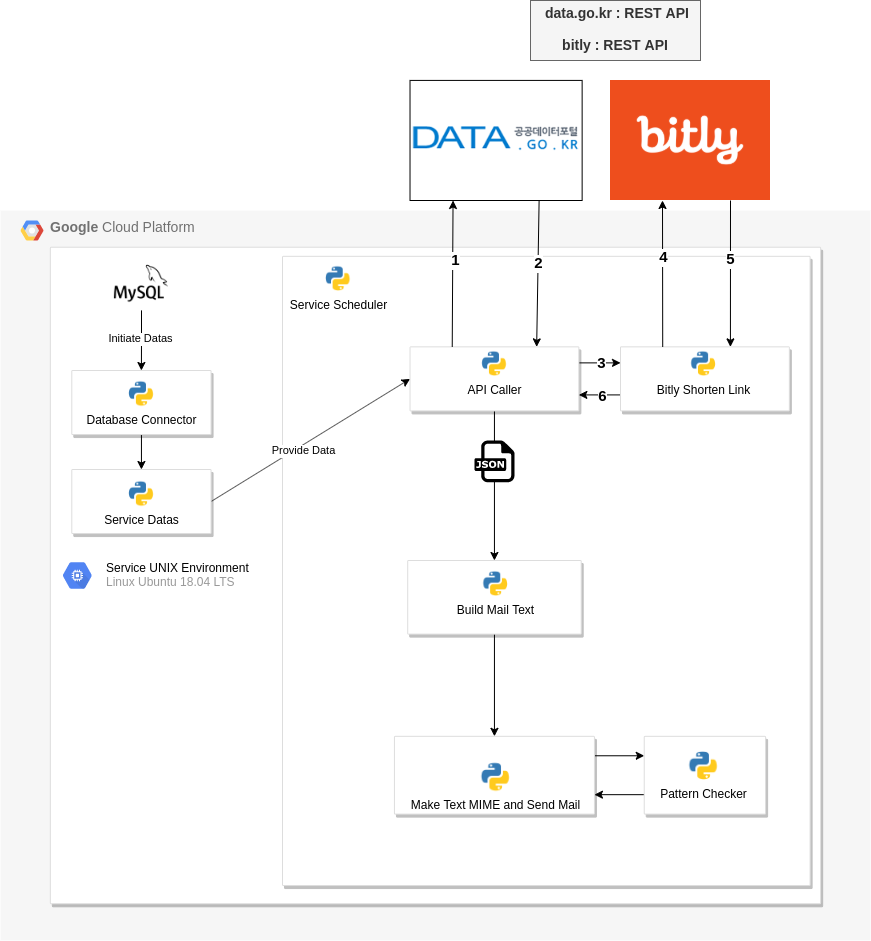 data.go.kr : REST API
bitly : REST API
DATA 공공데이터포털
.GO.KR
bitly
Google Cloud Platform
1
2
4
5
MySQL
Service Scheduler
Initiate Datas
3
API Caller
Bitly Shorten Link
6
Database Connector
Provide Data
JSON
Service Datas
Service UNIX Environment
Linux Ubuntu 18.04 LTS
Build Mail Text
Make Text MIME and Send Mail
Pattern Checker